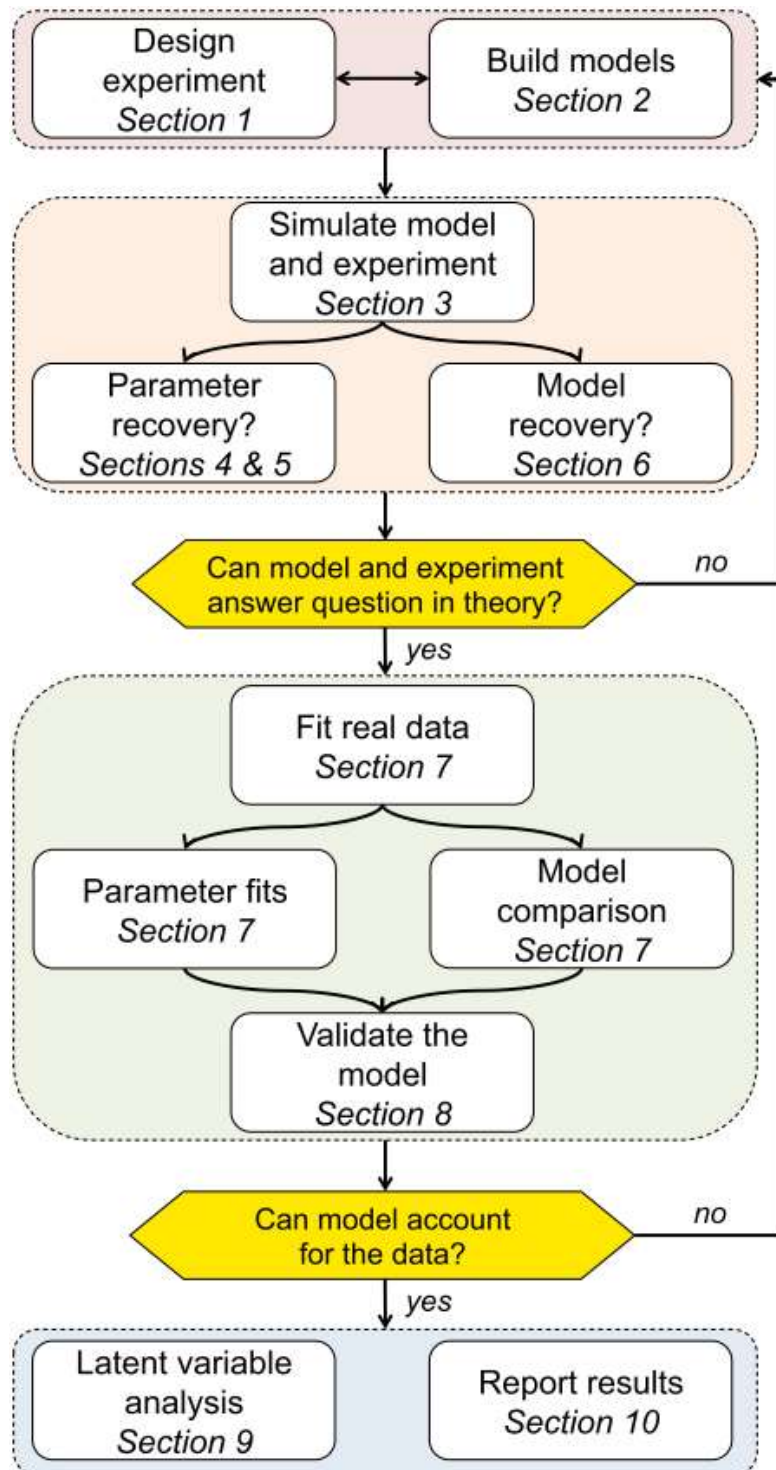 Design
experiment
Section 1
Build models
Section 2
Simulate model
and experiment
Section 3
Parameter
recovery?
Sections 4 & 5
Model
recovery?
Section 6
Can model and experiment
answer question in theory?
no
yes
Fit real data
Section 7
Parameter fits
Section 7
Model
comparison
Section 7
Validate the
model
Section 8
Can model account
for the data?
no
yes
Latent variable
analysis
Section 9
Report results
Section 10